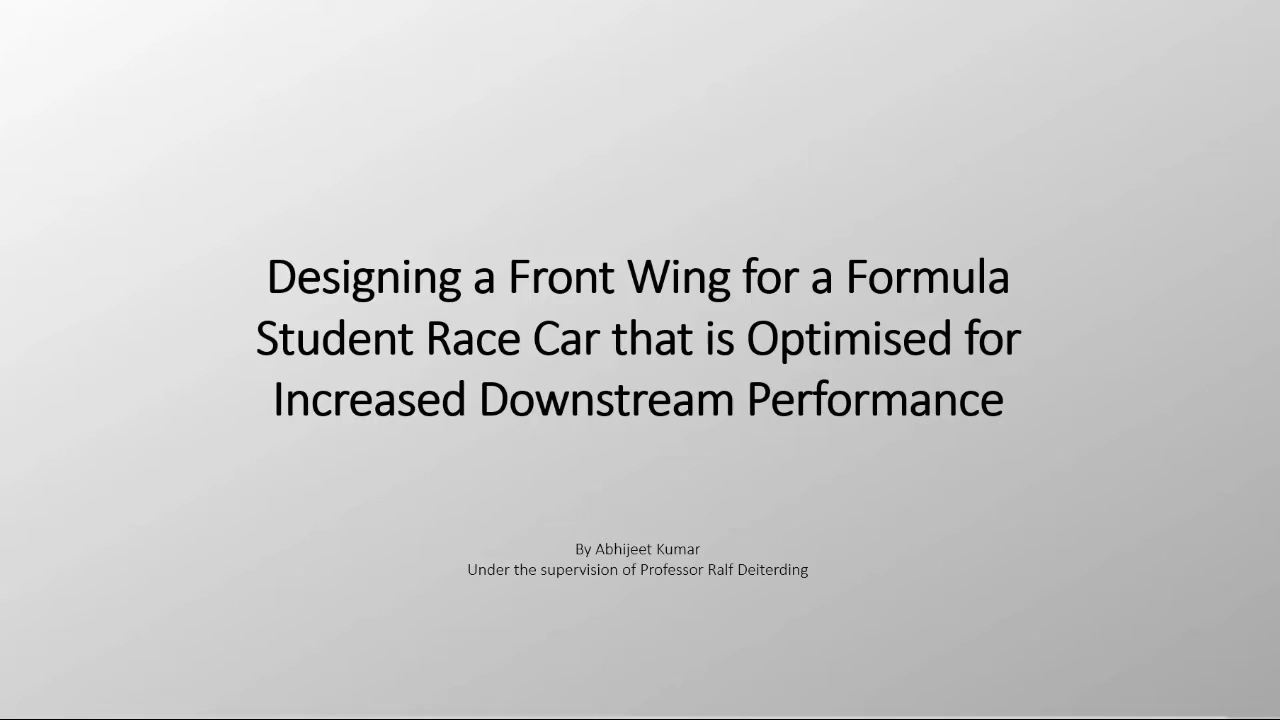 Designing a Front Wing for a Formula
Student Race Car that is Optimised for
Increased Downstream Performance
By Abhijeet Kumar
Under the supervision of Professor Ralf Deiterding